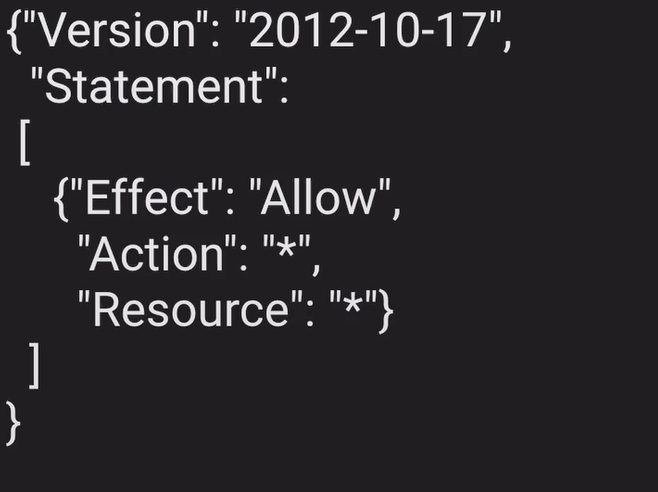 {"Version": "2012-10-17",
"Statement":
[
{"Effect": "Allow",
"Action": "*",
"Resource": "*"}
]
}